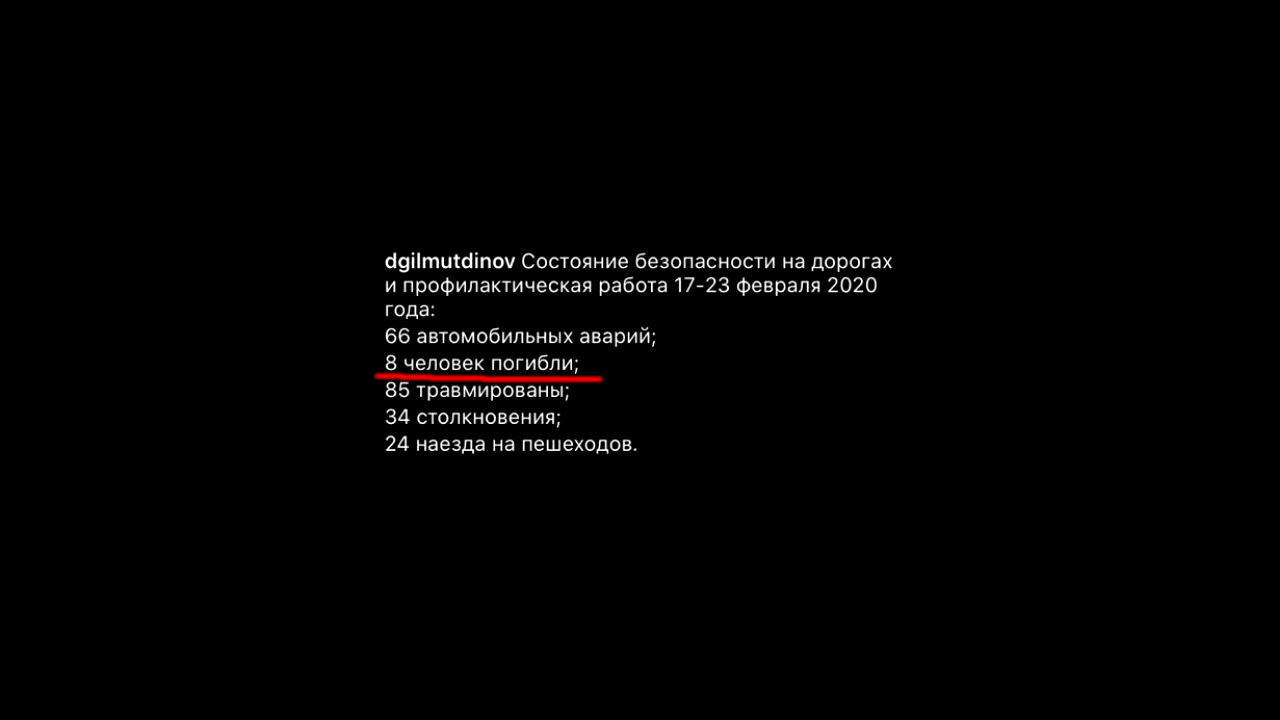 dgilmutdinov Состояние безопасности на дорогах
и профилактическая работа 17-23 февраля 2020
года:
66 автомобильных аварий;
8 человек погибли;
85 травмированы;
34 столкновения;
24 наезда на пешеходов.